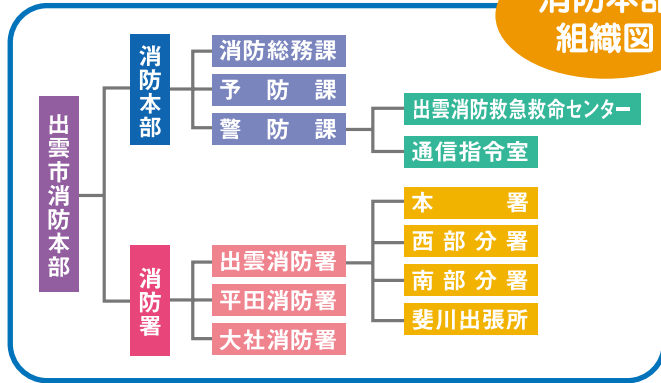 消防本部
組織図
出雲市消防本部
消防本部
消防総務課
予防課
警防課
出雲消防救急救命センター
通信指令室
消防署
出雲消防署
本署
西部分署
南部分署
斐川出張所
平田消防署
大社消防署